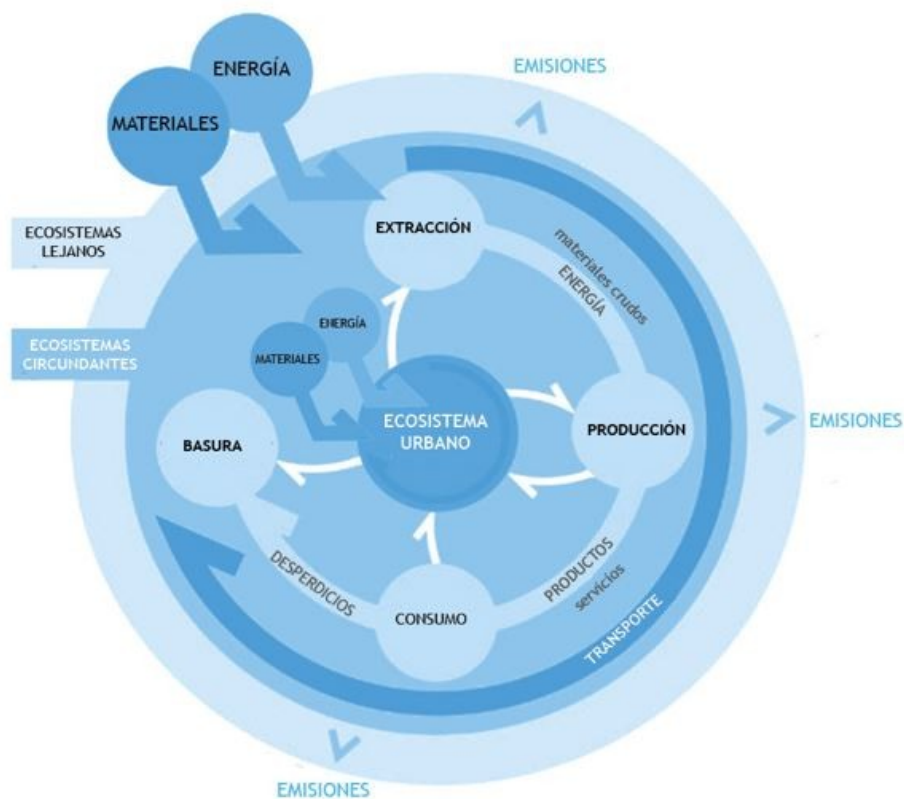 EMISIONES
ENERGÍA
MATERIALES
ECOSISTEMAS
LEJANOS
EXTRACCIÓN
materiales crudos
ENERGÍA
ECOSISTEMAS
CIRCUNDANTES
ENERGÍA
MATERIALES
ECOSISTEMA
URBANO
BASURA
PRODUCCIÓN
EMISIONES
DESPERDICIOS
CONSUMO
PRODUCTOS
servicios
TRANSPORTE
EMISIONES